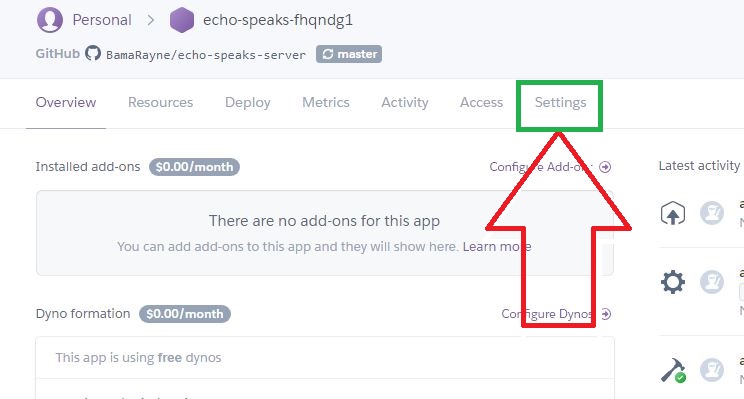 Personal > echo-speaks-fhqndg1
GitHub BamaRayne/echo-speaks-server master
Overview Resources Deploy Metrics Activity Access Settings
Installed add-ons $0.00/month Configure Add-ons Latest activity
There are no add-ons for this app
You can add add-ons to this app and they will show here. Learn more
Dyno formation $0.00/month Configure Dynos
This app is using free dynos